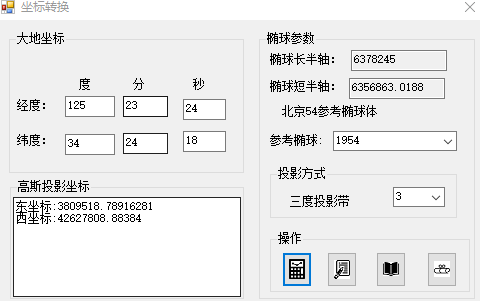 坐标转换
大地坐标
度 分 秒
经度： 125 23 24
纬度： 34 24 18
高斯投影坐标
东坐标:3809518.78916281
西坐标:42627808.88384
椭球参数
椭球长半轴： 6378245
椭球短半轴： 6356863.0188
北京54参考椭球体
参考椭球: 1954
投影方式
三度投影带 3
操作